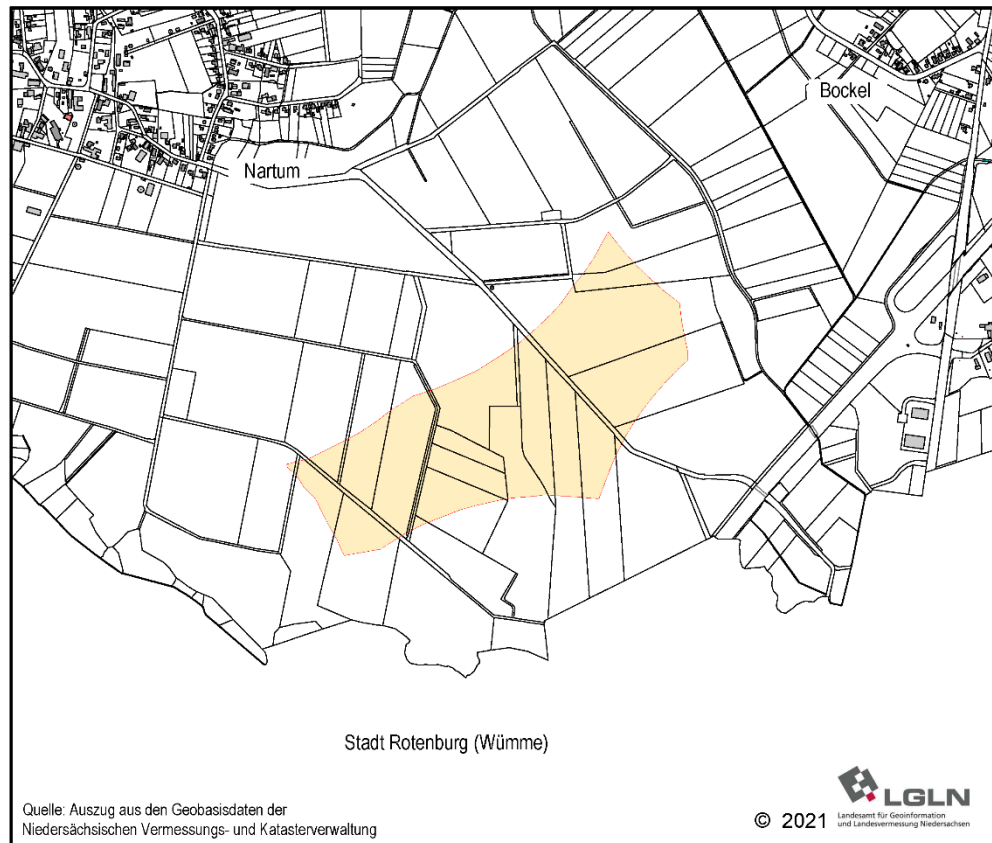 Bockel
Nartum
Stadt Rotenburg (Wümme)
Quelle: Auszug aus den Geobasisdaten der
Niedersächsischen Vermessungs- und Katasterverwaltung
© 2021
LGLN
Landesamt für Geoinformation
und Landesvermessung Niedersachsen